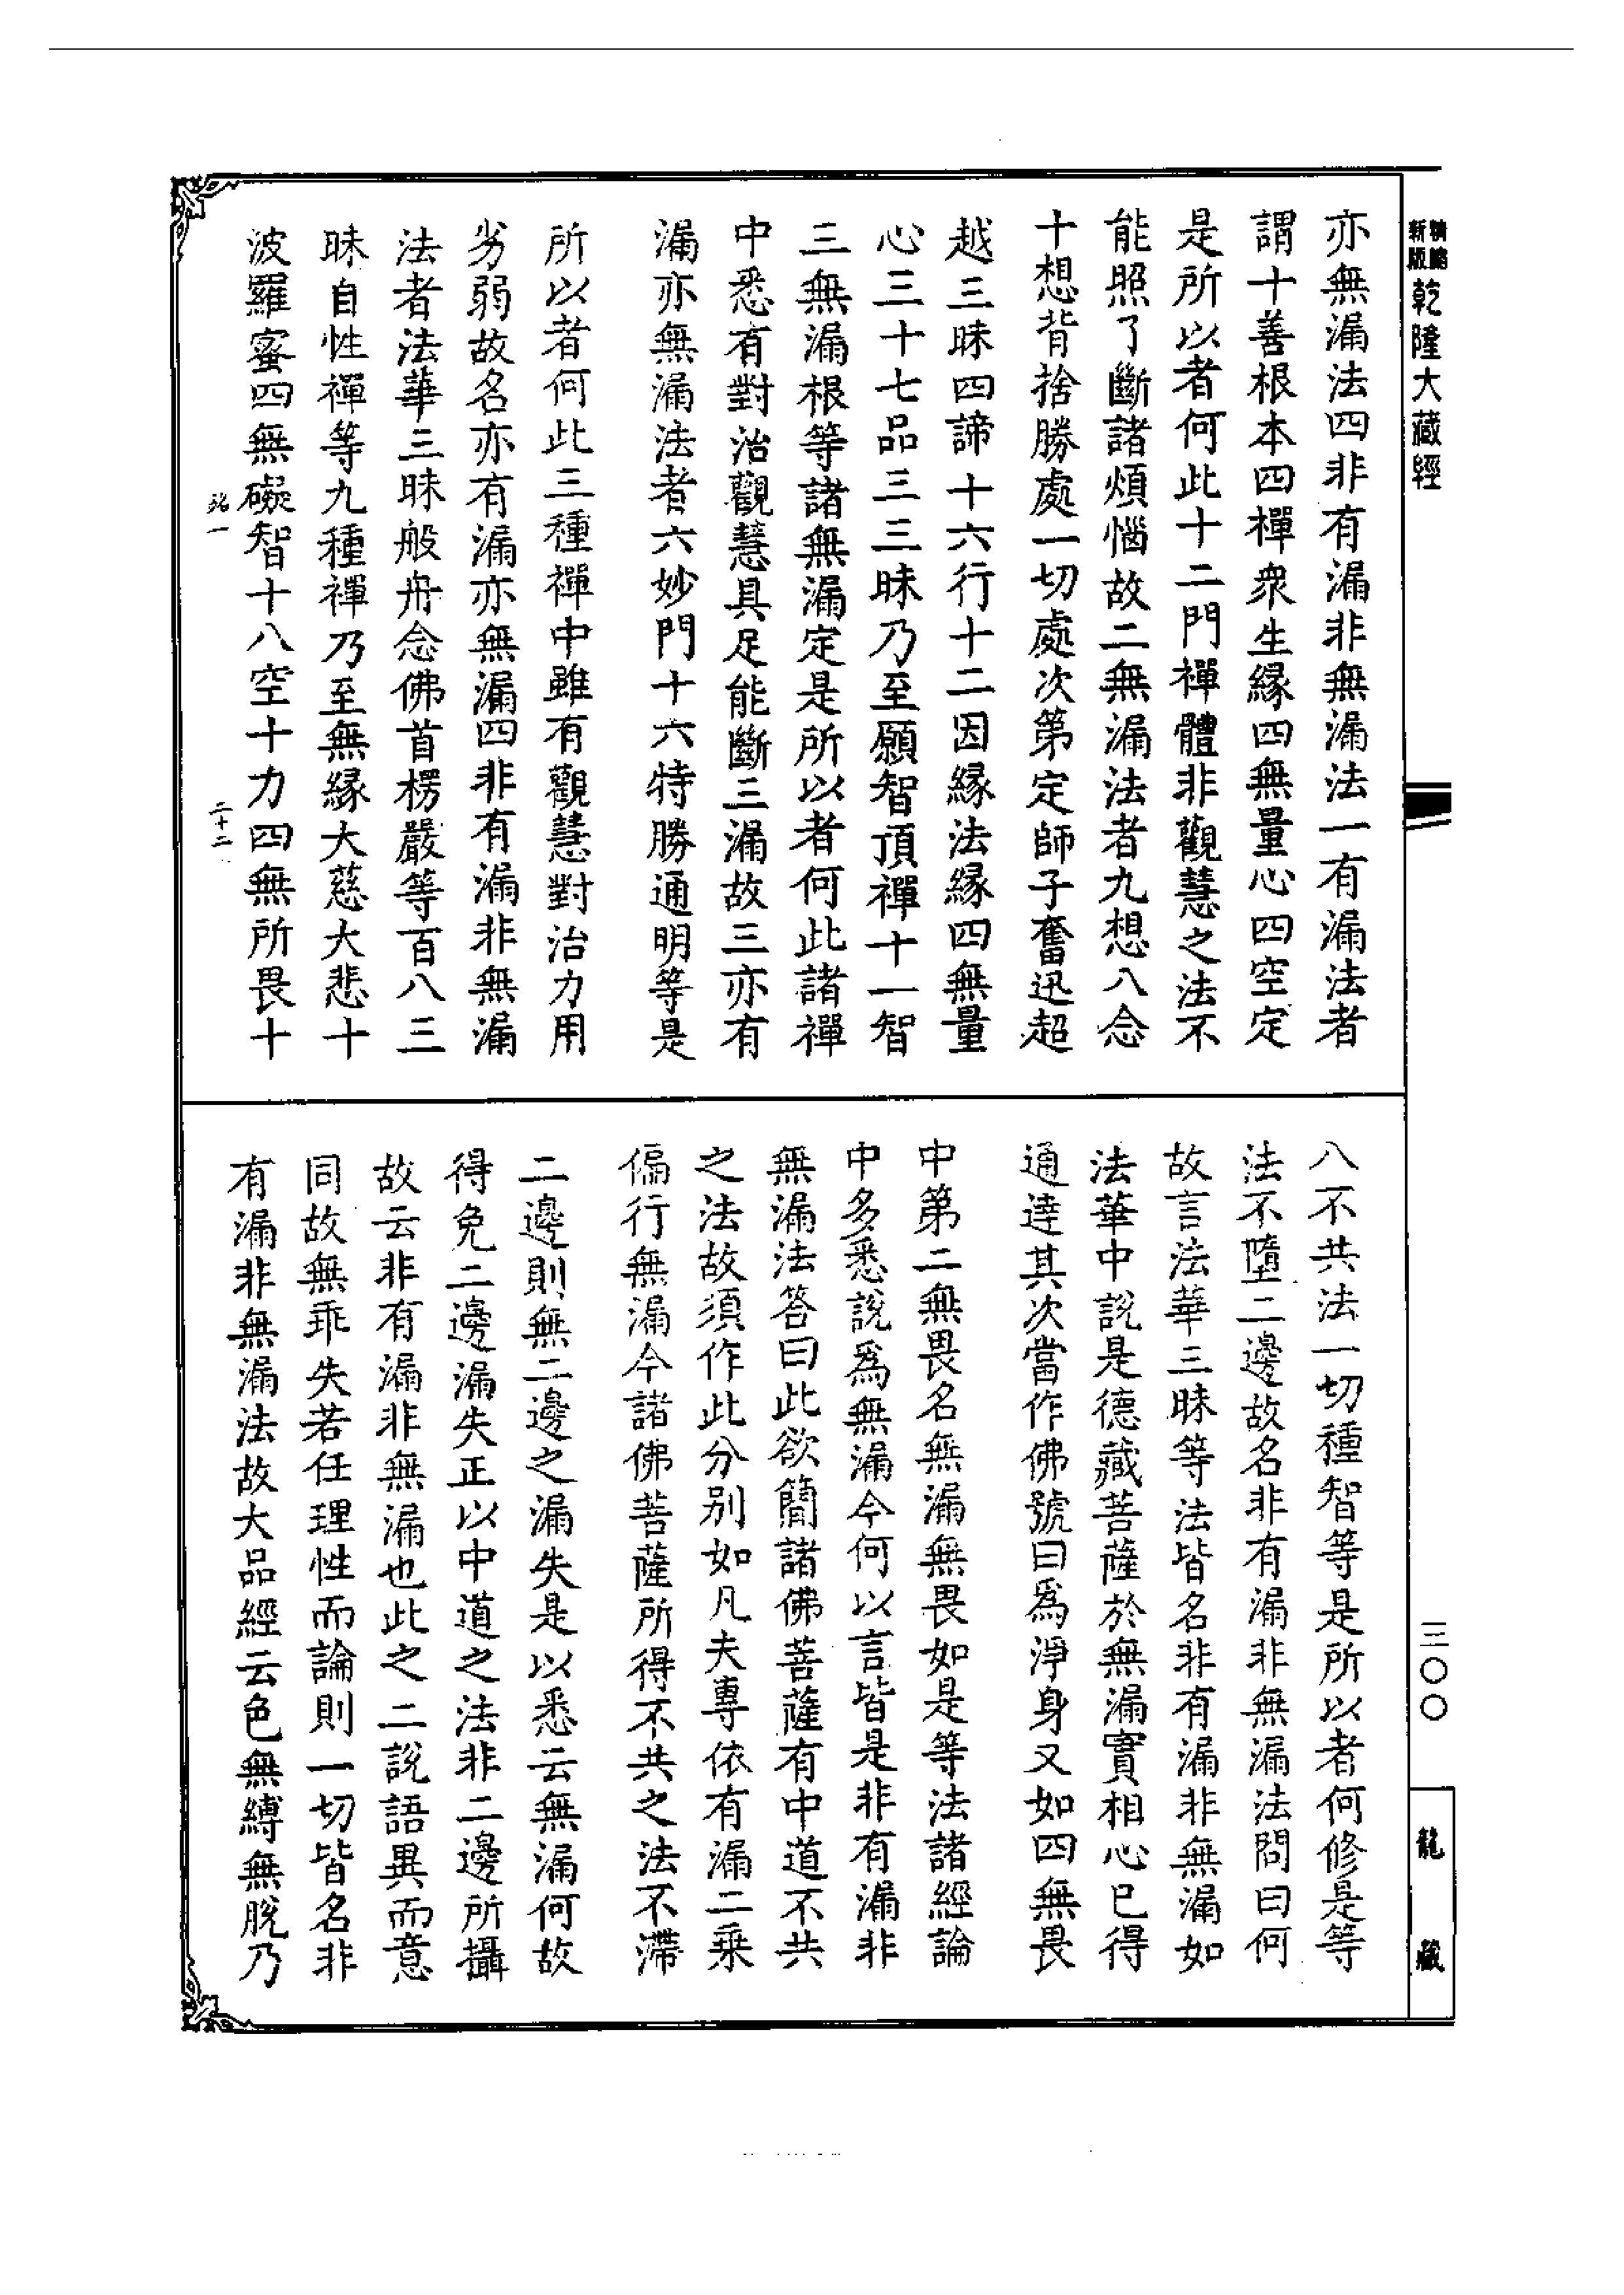 新版
乾隆大藏經
三〇〇
龍藏
亦無漏法四非有漏非無漏法一有漏法者
謂十善根本四禪衆生緣四無量心四空定
是所以者何此十二門禪體非觀慧之法不
能照了斷諸煩惱故二無漏法者九想八念
十想背捨勝處一切處次第定師子奮迅超
越三昧四諦十六行十二因緣法緣四無量
心三十七品三三昧乃至願智頂禪十一智
三無漏根等諸無漏定是所以者何此諸禪
中悉有對治觀慧具足能斷三漏故三亦有
漏亦無漏法者六妙門十六特勝通明等是
所以者何此三種禪中雖有觀慧對治力用
劣弱故名亦有漏亦無漏四非有漏非無漏
法者法華三昧般舟念佛首楞嚴等百八三
昧自性禪等九種禪乃至無緣大慈大悲十
波羅蜜四無礙智十八空十力四無所畏十
二十二
八不共法一切種智等是所以者何修是等
法不墮二邊故名非有漏非無漏法問曰何
故言法華三昧等法皆名非有漏非無漏如
法華中說是德藏菩薩於無漏實相心已得
通達其次當作佛號曰爲淨身又如四無畏
中第二無畏名無漏無畏如是等法諸經論
中多悉說爲無漏今何以言皆是非有漏非
無漏法答曰此欲簡諸佛菩薩有中道不共
之法故須作此分別如凡夫專依有漏二乘
偏行無漏今諸佛菩薩所得不共之法不滯
二邊則無二邊之漏失是以悉云無漏何故
得免二邊漏失正以中道之法非二邊所攝
故云非有漏非無漏也此之二說語異而意
同故無乖失若任理性而論則一切皆名非
有漏非無漏法故大品經云色無縛無脫乃